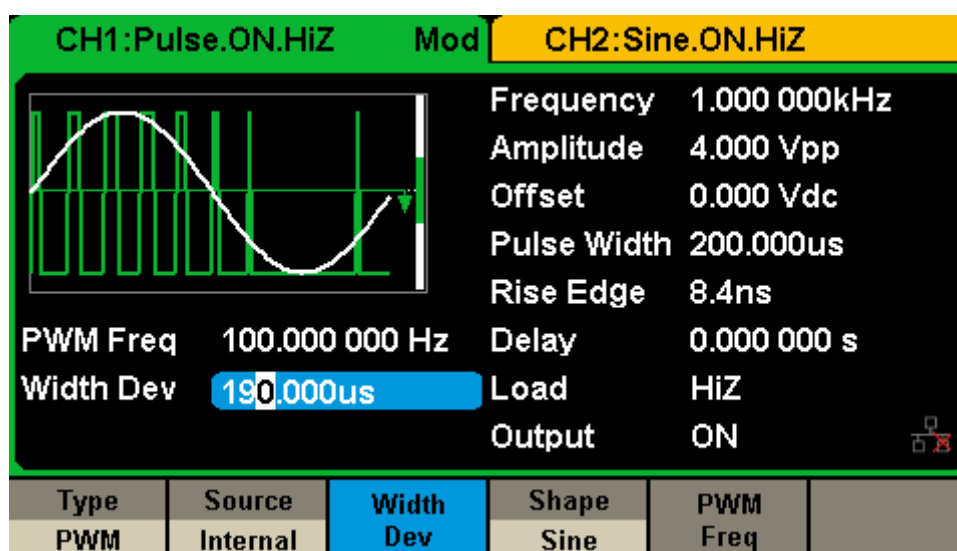 CH1:Pulse.ON.HiZ Mod CH2:Sine.ON.HiZ
Frequency 1.000 000kHz
Amplitude 4.000 Vpp
Offset 0.000 Vdc
Pulse Width 200.000us
Rise Edge 8.4ns
PWM Freq 100.000 000 Hz Delay 0.000 000 s
Width Dev 190.000us Load HiZ
Output ON
Type Source Width Shape PWM
PWM Internal Dev Sine Freq